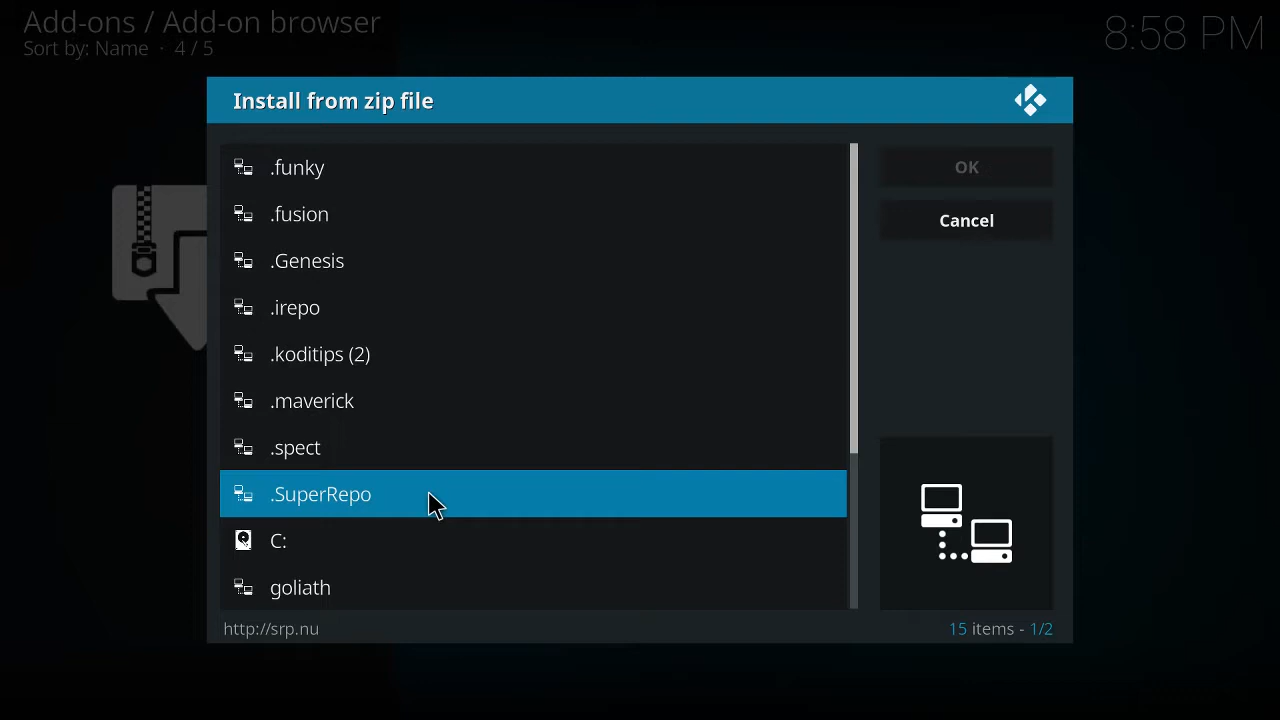 Add-ons / Add-on browser
Sort by: Name · 4 / 5
8:58 PM
Install from zip file
.funky
.fusion
.Genesis
.irepo
.koditips (2)
.maverick
.spect
.SuperRepo
C:
goliath
OK
Cancel
http://srp.nu
15 items - 1/2